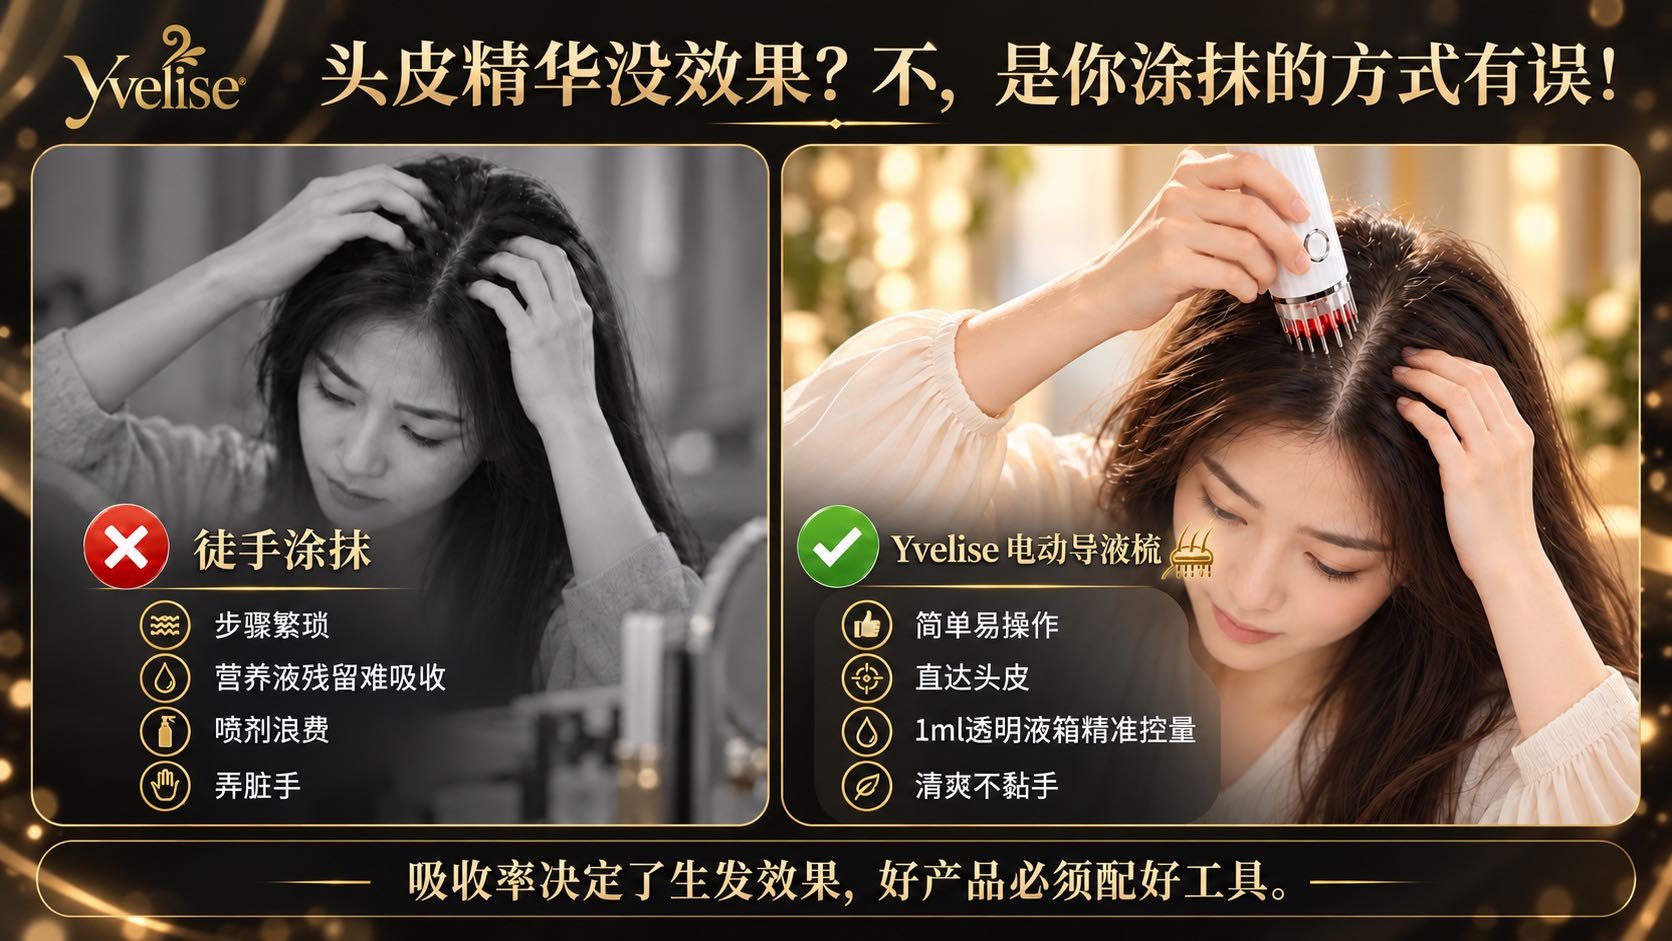 Yvelise®
头皮精华没效果？不，是你涂抹的方式有误！
徒手涂抹
步骤繁琐
营养液残留难吸收
喷剂浪费
弄脏手
Yvelise 电动导液梳
简单易操作
直达头皮
1ml透明液箱精准控量
清爽不黏手
吸收率决定了生发效果，好产品必须配好工具。